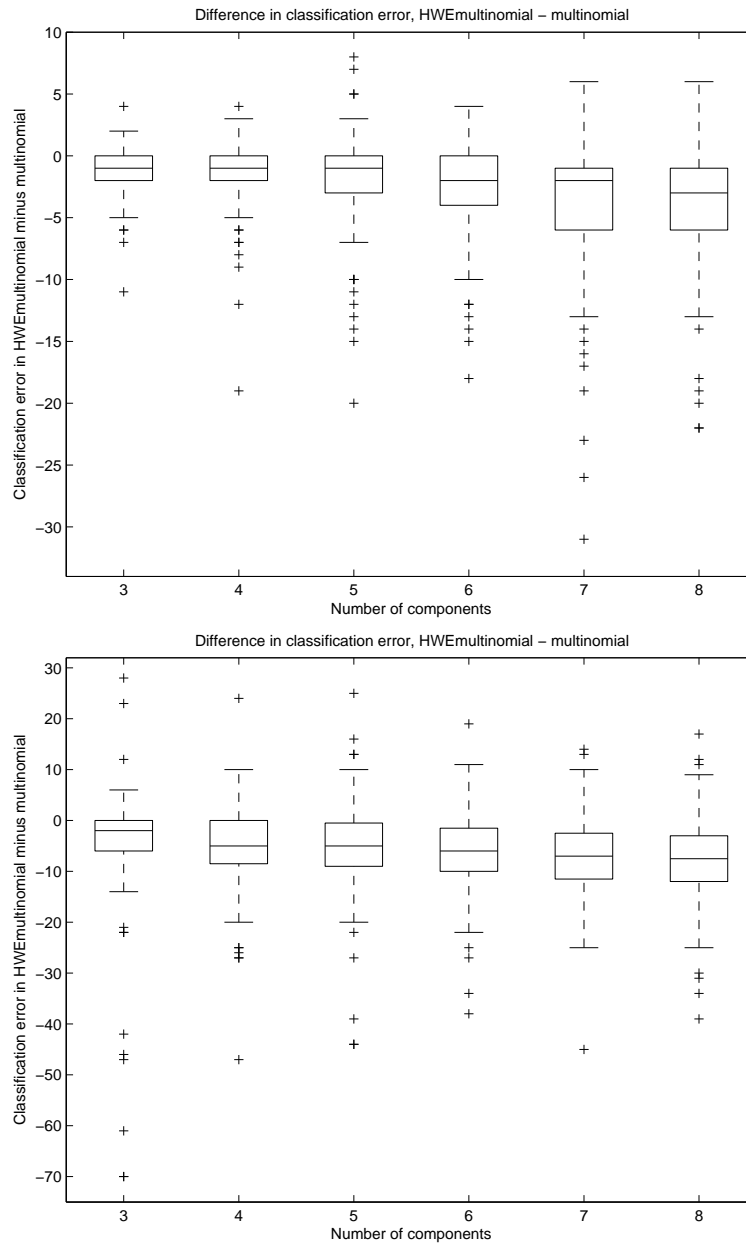 Difference in classification error, HWEmultinomial − multinomial
Classification error in HWEmultinomial minus multinomial
10
5
0
−5
−10
−15
−20
−25
−30
3 4 5 6 7 8
Number of components
Difference in classification error, HWEmultinomial − multinomial
Classification error in HWEmultinomial minus multinomial
30
20
10
0
−10
−20
−30
−40
−50
−60
−70
3 4 5 6 7 8
Number of components